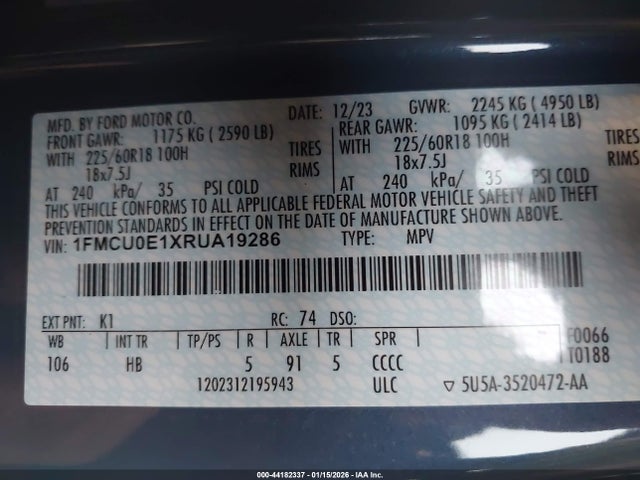 MFD. BY FORD MOTOR CO. DATE: 12/23 GVWR: 2245 KG ( 4950 LB)
FRONT GAWR: 1175 KG ( 2590 LB) REAR GAWR: 1095 KG ( 2414 LB)
WITH 225/60R18 100H TIRES WITH 225/60R18 100H TIRES
18x7.5J RIMS 18x7.5J RIMS
AT 240 kPa/ 35 PSI COLD AT 240 kPa/ 35 PSI COLD
THIS VEHICLE CONFORMS TO ALL APPLICABLE FEDERAL MOTOR VEHICLE SAFETY AND THEFT
PREVENTION STANDARDS IN EFFECT ON THE DATE OF MANUFACTURE SHOWN ABOVE.
VIN: 1FMCU0E1XRUA19286 TYPE: MPV
EXT PNT: K1 RC: 74 DSO:
WB INT TR TP/PS R AXLE TR SPR F0066
106 HB 5 91 5 CCCC T0188
1202312195943 ULC ▽ 5U5A-3520472-AA
000-44182337 - 01/15/2026 - IAA Inc.